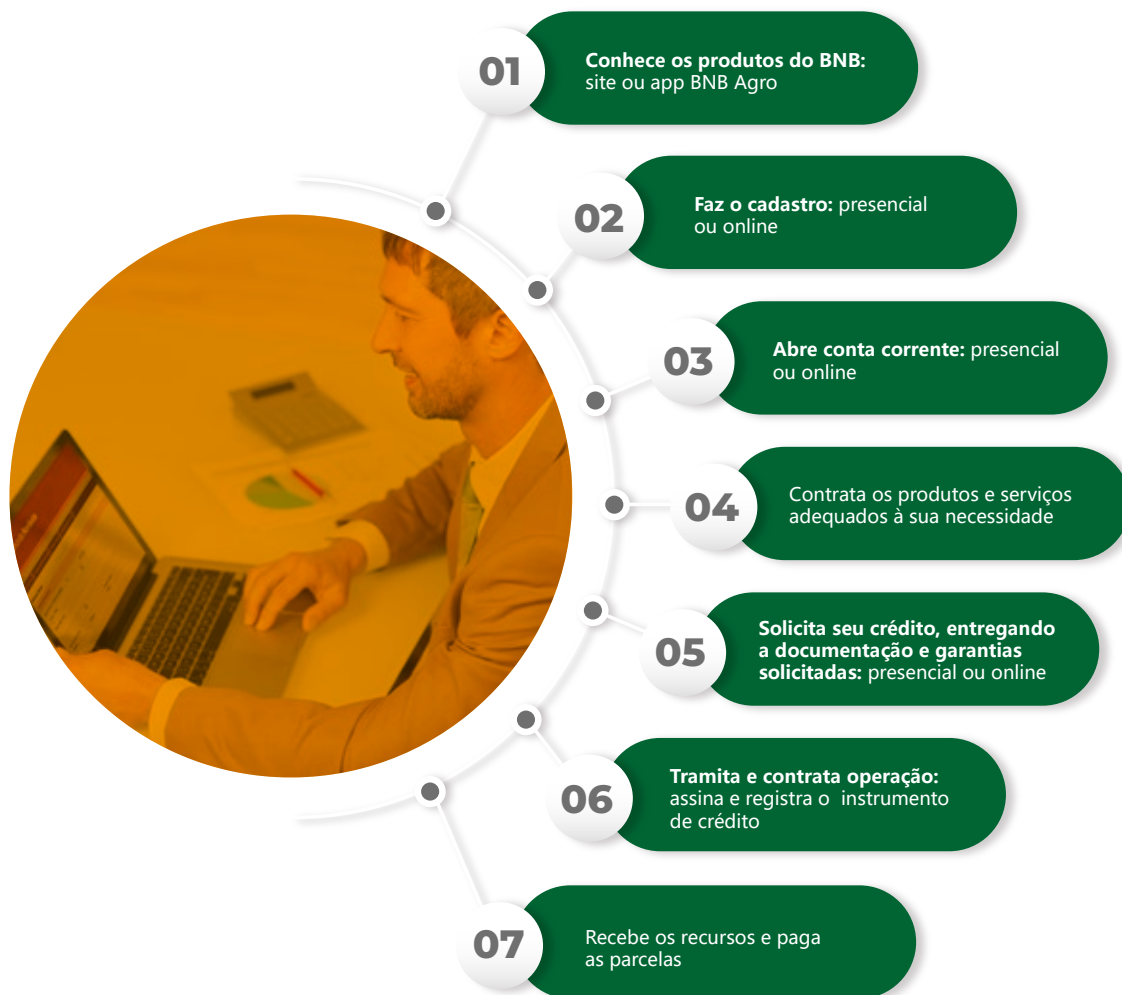 01
Conhece os produtos do BNB:
site ou app BNB Agro
02
Faz o cadastro: presencial
ou online
03
Abre conta corrente: presencial
ou online
04
Contrata os produtos e serviços
adequados à sua necessidade
05
Solicita seu crédito, entregando
a documentação e garantias
solicitadas: presencial ou online
06
Tramita e contrata operação:
assina e registra o instrumento
de crédito
07
Recebe os recursos e paga
as parcelas